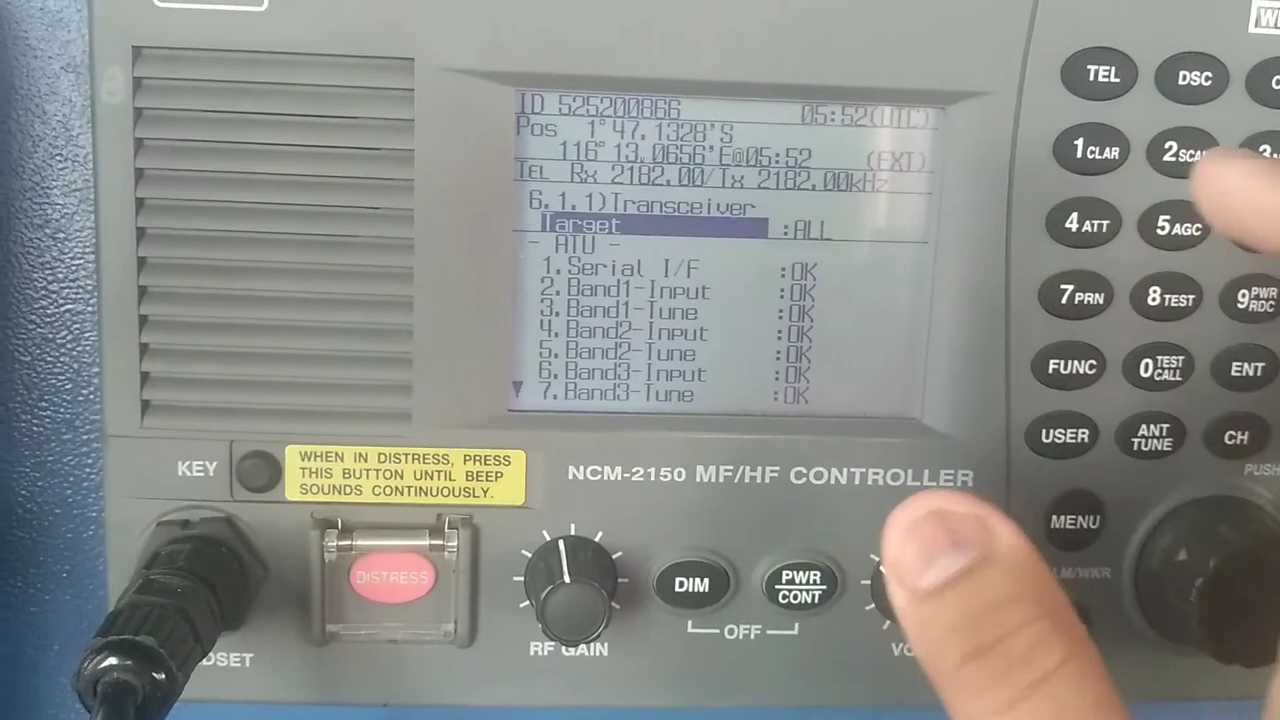 ID 525200866 05:52(UTC)
Pos 1°47.1328'S
116°13.0656'E@05:52 (EXT)
TEL Rx 2182.00/Tx 2182.00kHz
6.1.1)Transceiver
Target :ALL
- ATU -
1.Serial I/F :OK
2.Band1-Input :OK
3.Band1-Tune :OK
4.Band2-Input :OK
5.Band2-Tune :OK
6.Band3-Input :OK
7.Band3-Tune :OK
TEL DSC
1CLAR 2SCA
4ATT 5AGC
7PRN 8TEST 9PWR RDC
FUNC 0TEST CALL ENT
USER ANT TUNE CH
PUSH
MENU
LM/WKR
KEY
WHEN IN DISTRESS, PRESS
THIS BUTTON UNTIL BEEP
SOUNDS CONTINUOUSLY.
NCM-2150 MF/HF CONTROLLER
DISTRESS
DIM
PWR
CONT
OFF
RF GAIN
VO
DSET